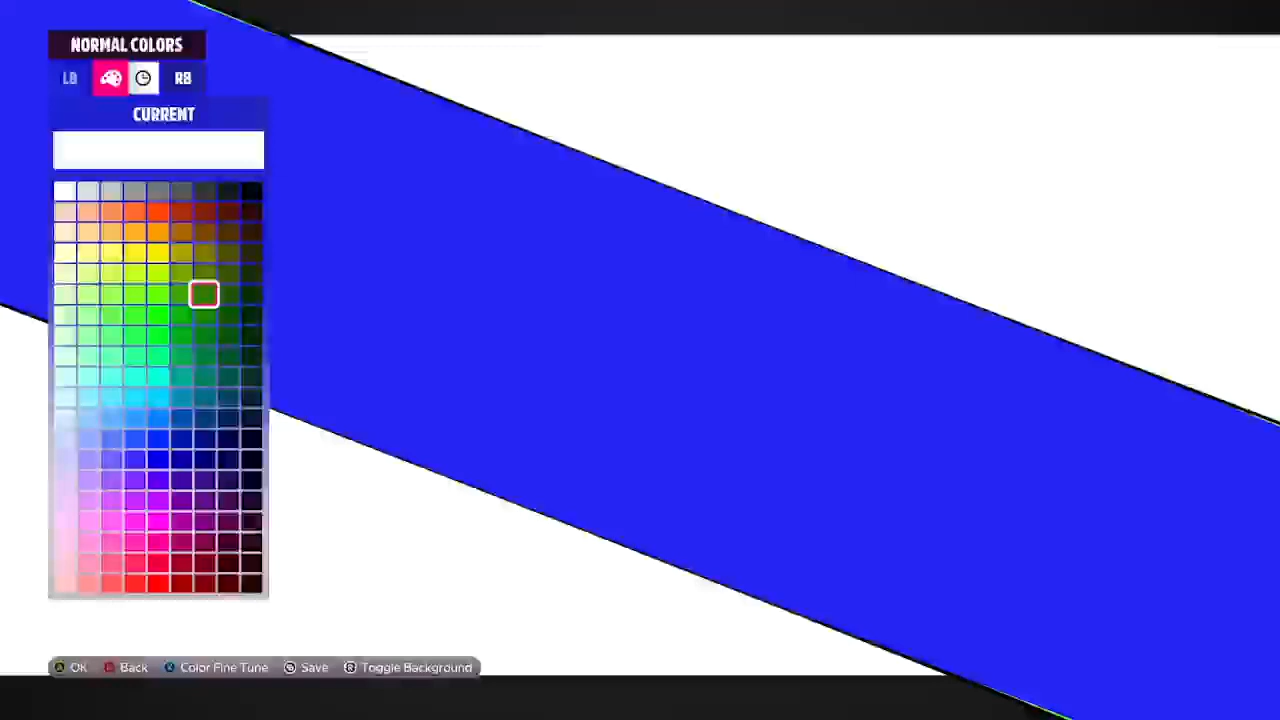 NORMAL COLORS
LB RB
CURRENT
OK Back Color Fine Tune Save Toggle Background